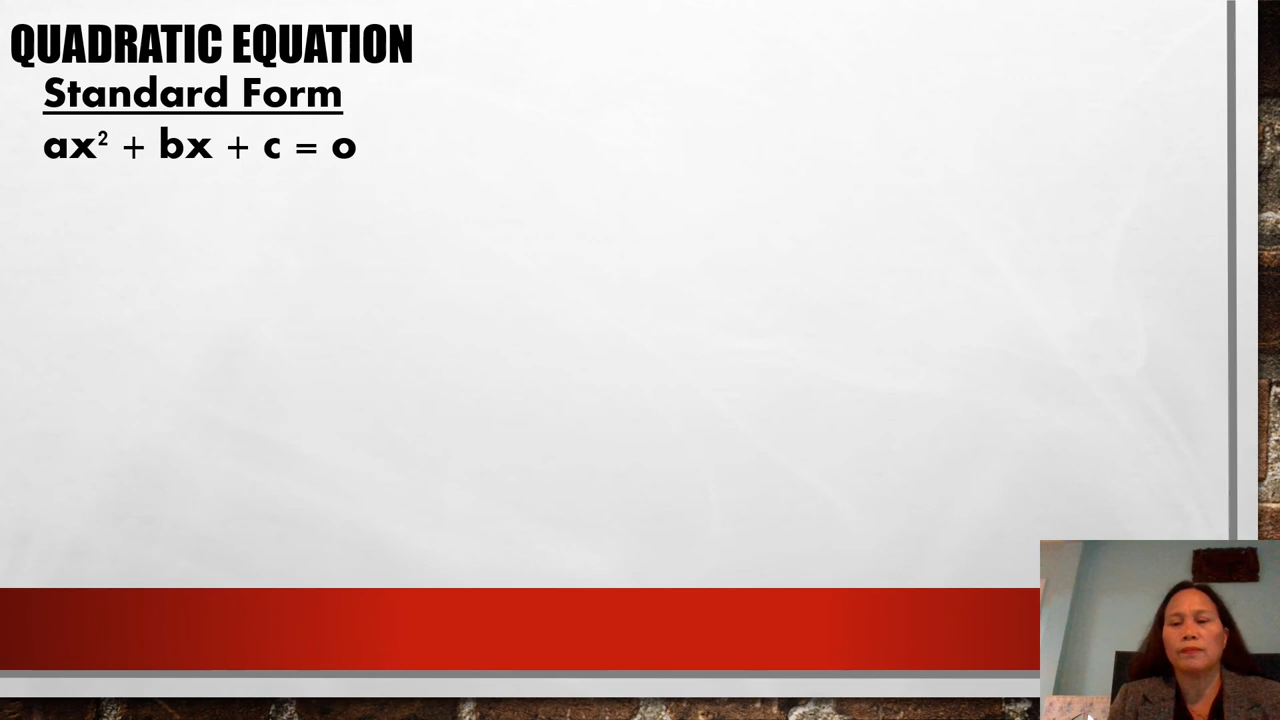 QUADRATIC EQUATION
Standard Form
ax² + bx + c = o